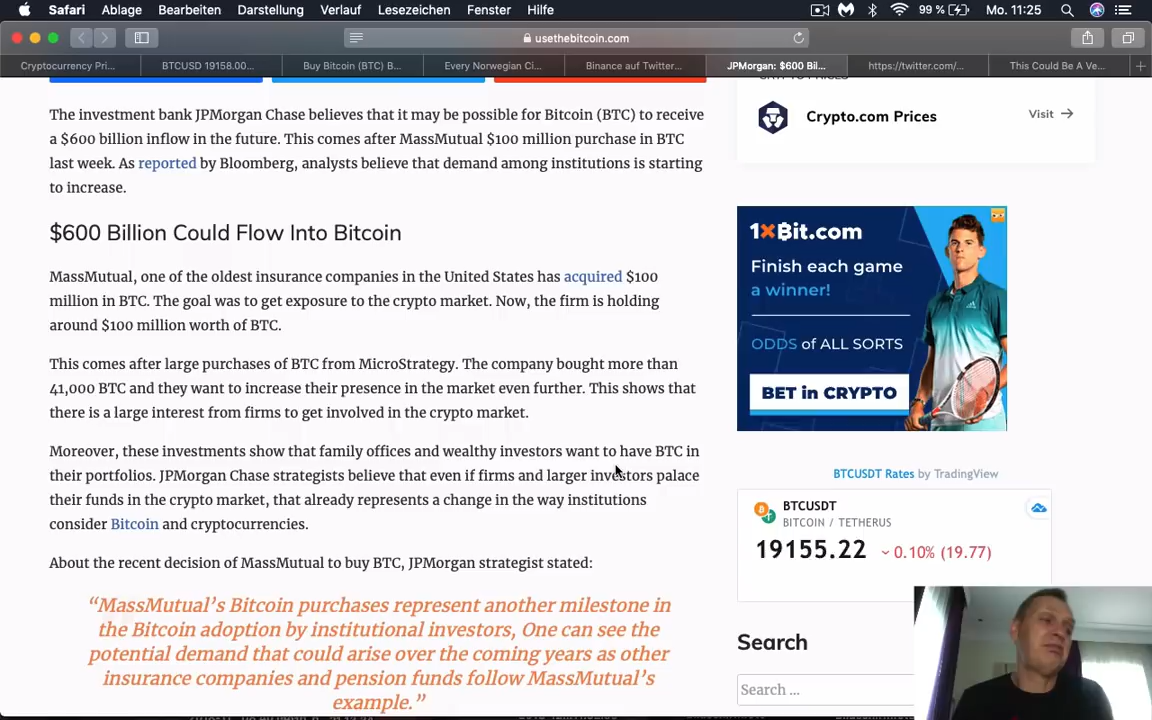 Safari Ablage Bearbeiten Darstellung Verlauf Lesezeichen Fenster Hilfe 99 % Mo. 11:25
usethebitcoin.com
Cryptocurrency Pri... BTCUSD 19158.00... Buy Bitcoin (BTC) B... Every Norwegian Ci... Binance auf Twitter... JPMorgan: $600 Bil... https://twitter.com/... This Could Be A Ve...
The investment bank JPMorgan Chase believes that it may be possible for Bitcoin (BTC) to receive
a $600 billion inflow in the future. This comes after MassMutual $100 million purchase in BTC
last week. As reported by Bloomberg, analysts believe that demand among institutions is starting
to increase.
$600 Billion Could Flow Into Bitcoin
MassMutual, one of the oldest insurance companies in the United States has acquired $100
million in BTC. The goal was to get exposure to the crypto market. Now, the firm is holding
around $100 million worth of BTC.
This comes after large purchases of BTC from MicroStrategy. The company bought more than
41,000 BTC and they want to increase their presence in the market even further. This shows that
there is a large interest from firms to get involved in the crypto market.
Moreover, these investments show that family offices and wealthy investors want to have BTC in
their portfolios. JPMorgan Chase strategists believe that even if firms and larger investors palace
their funds in the crypto market, that already represents a change in the way institutions
consider Bitcoin and cryptocurrencies.
About the recent decision of MassMutual to buy BTC, JPMorgan strategist stated:
“MassMutual’s Bitcoin purchases represent another milestone in
the Bitcoin adoption by institutional investors, One can see the
potential demand that could arise over the coming years as other
insurance companies and pension funds follow MassMutual’s
example.”
Crypto.com Prices
Visit
1xBit.com
Finish each game
a winner!
ODDS of ALL SORTS
BET in CRYPTO
BTCUSDT Rates by TradingView
BTCUSDT
BITCOIN / TETHERUS
19155.22 0.10% (19.77)
Search
Search ...